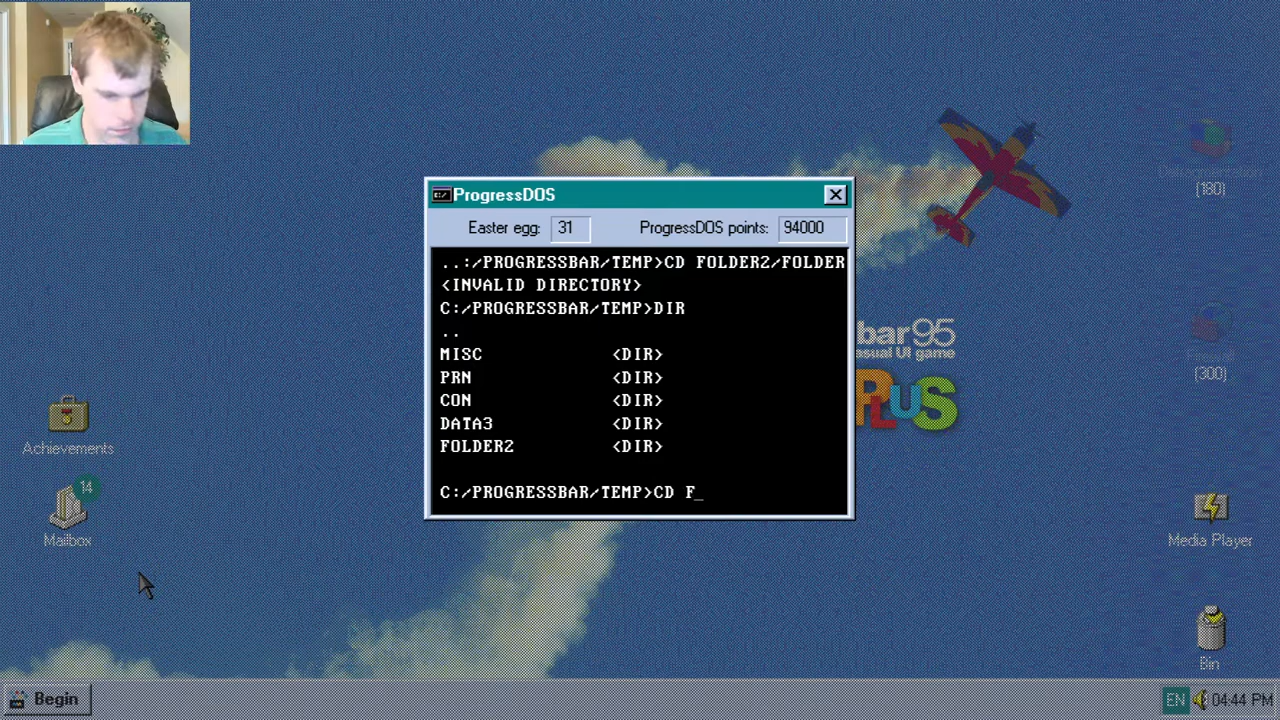 ProgressDOS
Easter egg: 31 ProgressDOS points: 94000
..:/PROGRESSBAR/TEMP>CD FOLDER2/FOLDER
<INVALID DIRECTORY>
C:/PROGRESSBAR/TEMP>DIR
..
MISC <DIR>
PRN <DIR>
CON <DIR>
DATA3 <DIR>
FOLDER2 <DIR>
C:/PROGRESSBAR/TEMP>CD F_
bar95
asual UI game
PLUS
Achievements
14
Mailbox
(180)
(300)
Media Player
Bin
Begin
EN 04:44 PM